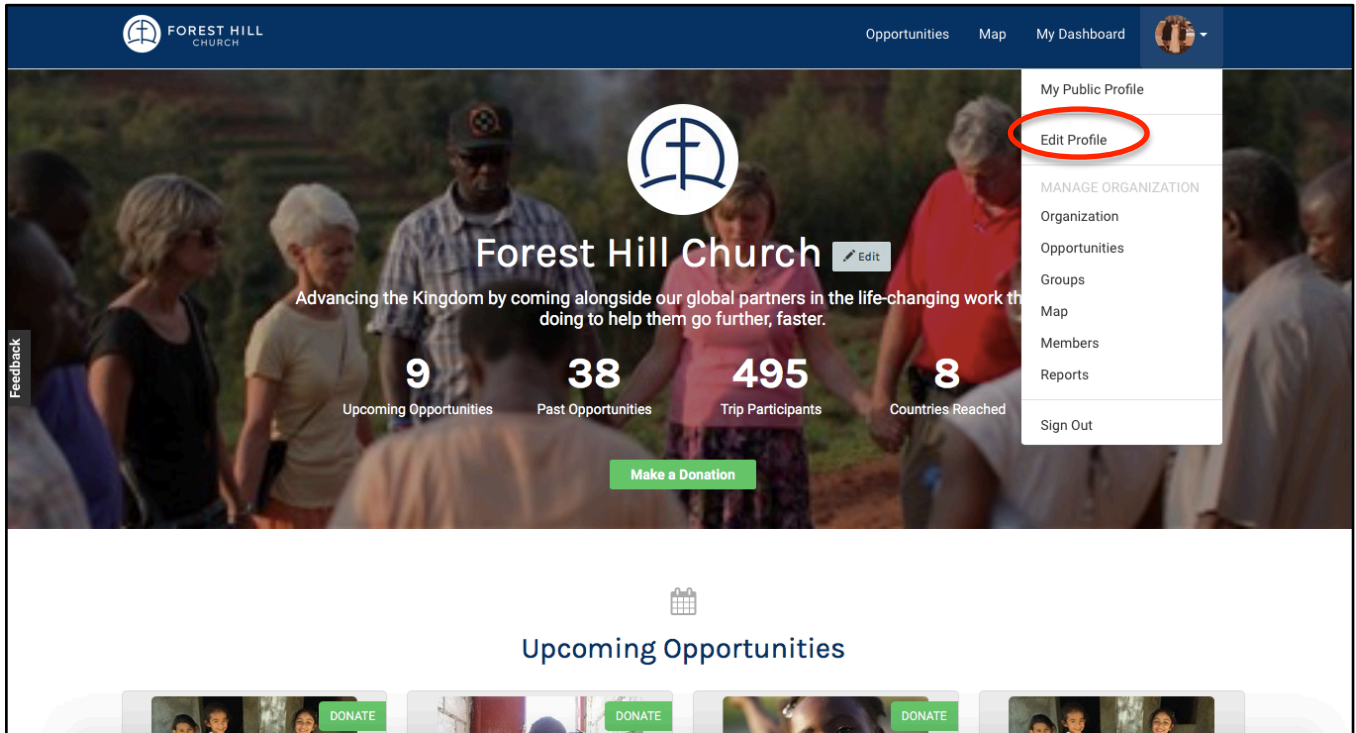 FOREST HILL
CHURCH
Opportunities
Map
My Dashboard
My Public Profile
Edit Profile
MANAGE ORGANIZATION
Organization
Opportunities
Groups
Map
Members
Reports
Sign Out
Forest Hill Church
Edit
Advancing the Kingdom by coming alongside our global partners in the life-changing work
doing to help them go further, faster.
9
38
495
8
Upcoming Opportunities
Past Opportunities
Trip Participants
Countries Reached
Make a Donation
Feedback
Upcoming Opportunities
DONATE
DONATE
DONATE